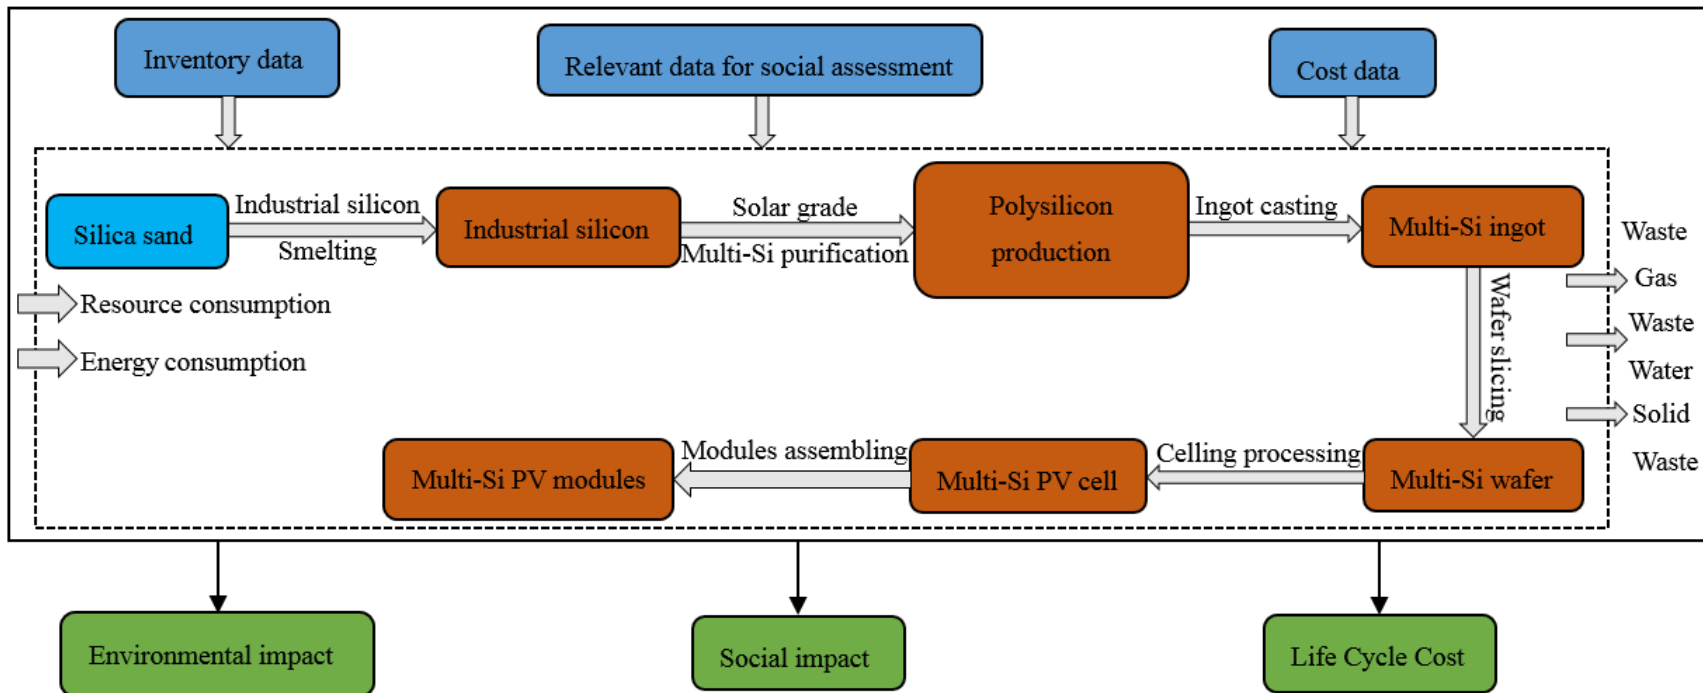 Inventory data
Relevant data for social assessment
Cost data
Silica sand
Industrial silicon
Smelting
Industrial silicon
Solar grade
Multi-Si purification
Polysilicon
production
Ingot casting
Multi-Si ingot
Waste
Gas
Waste
Water
Solid
Waste
Resource consumption
Energy consumption
Wafer slicing
Multi-Si wafer
Celling processing
Multi-Si PV cell
Modules assembling
Multi-Si PV modules
Environmental impact
Social impact
Life Cycle Cost